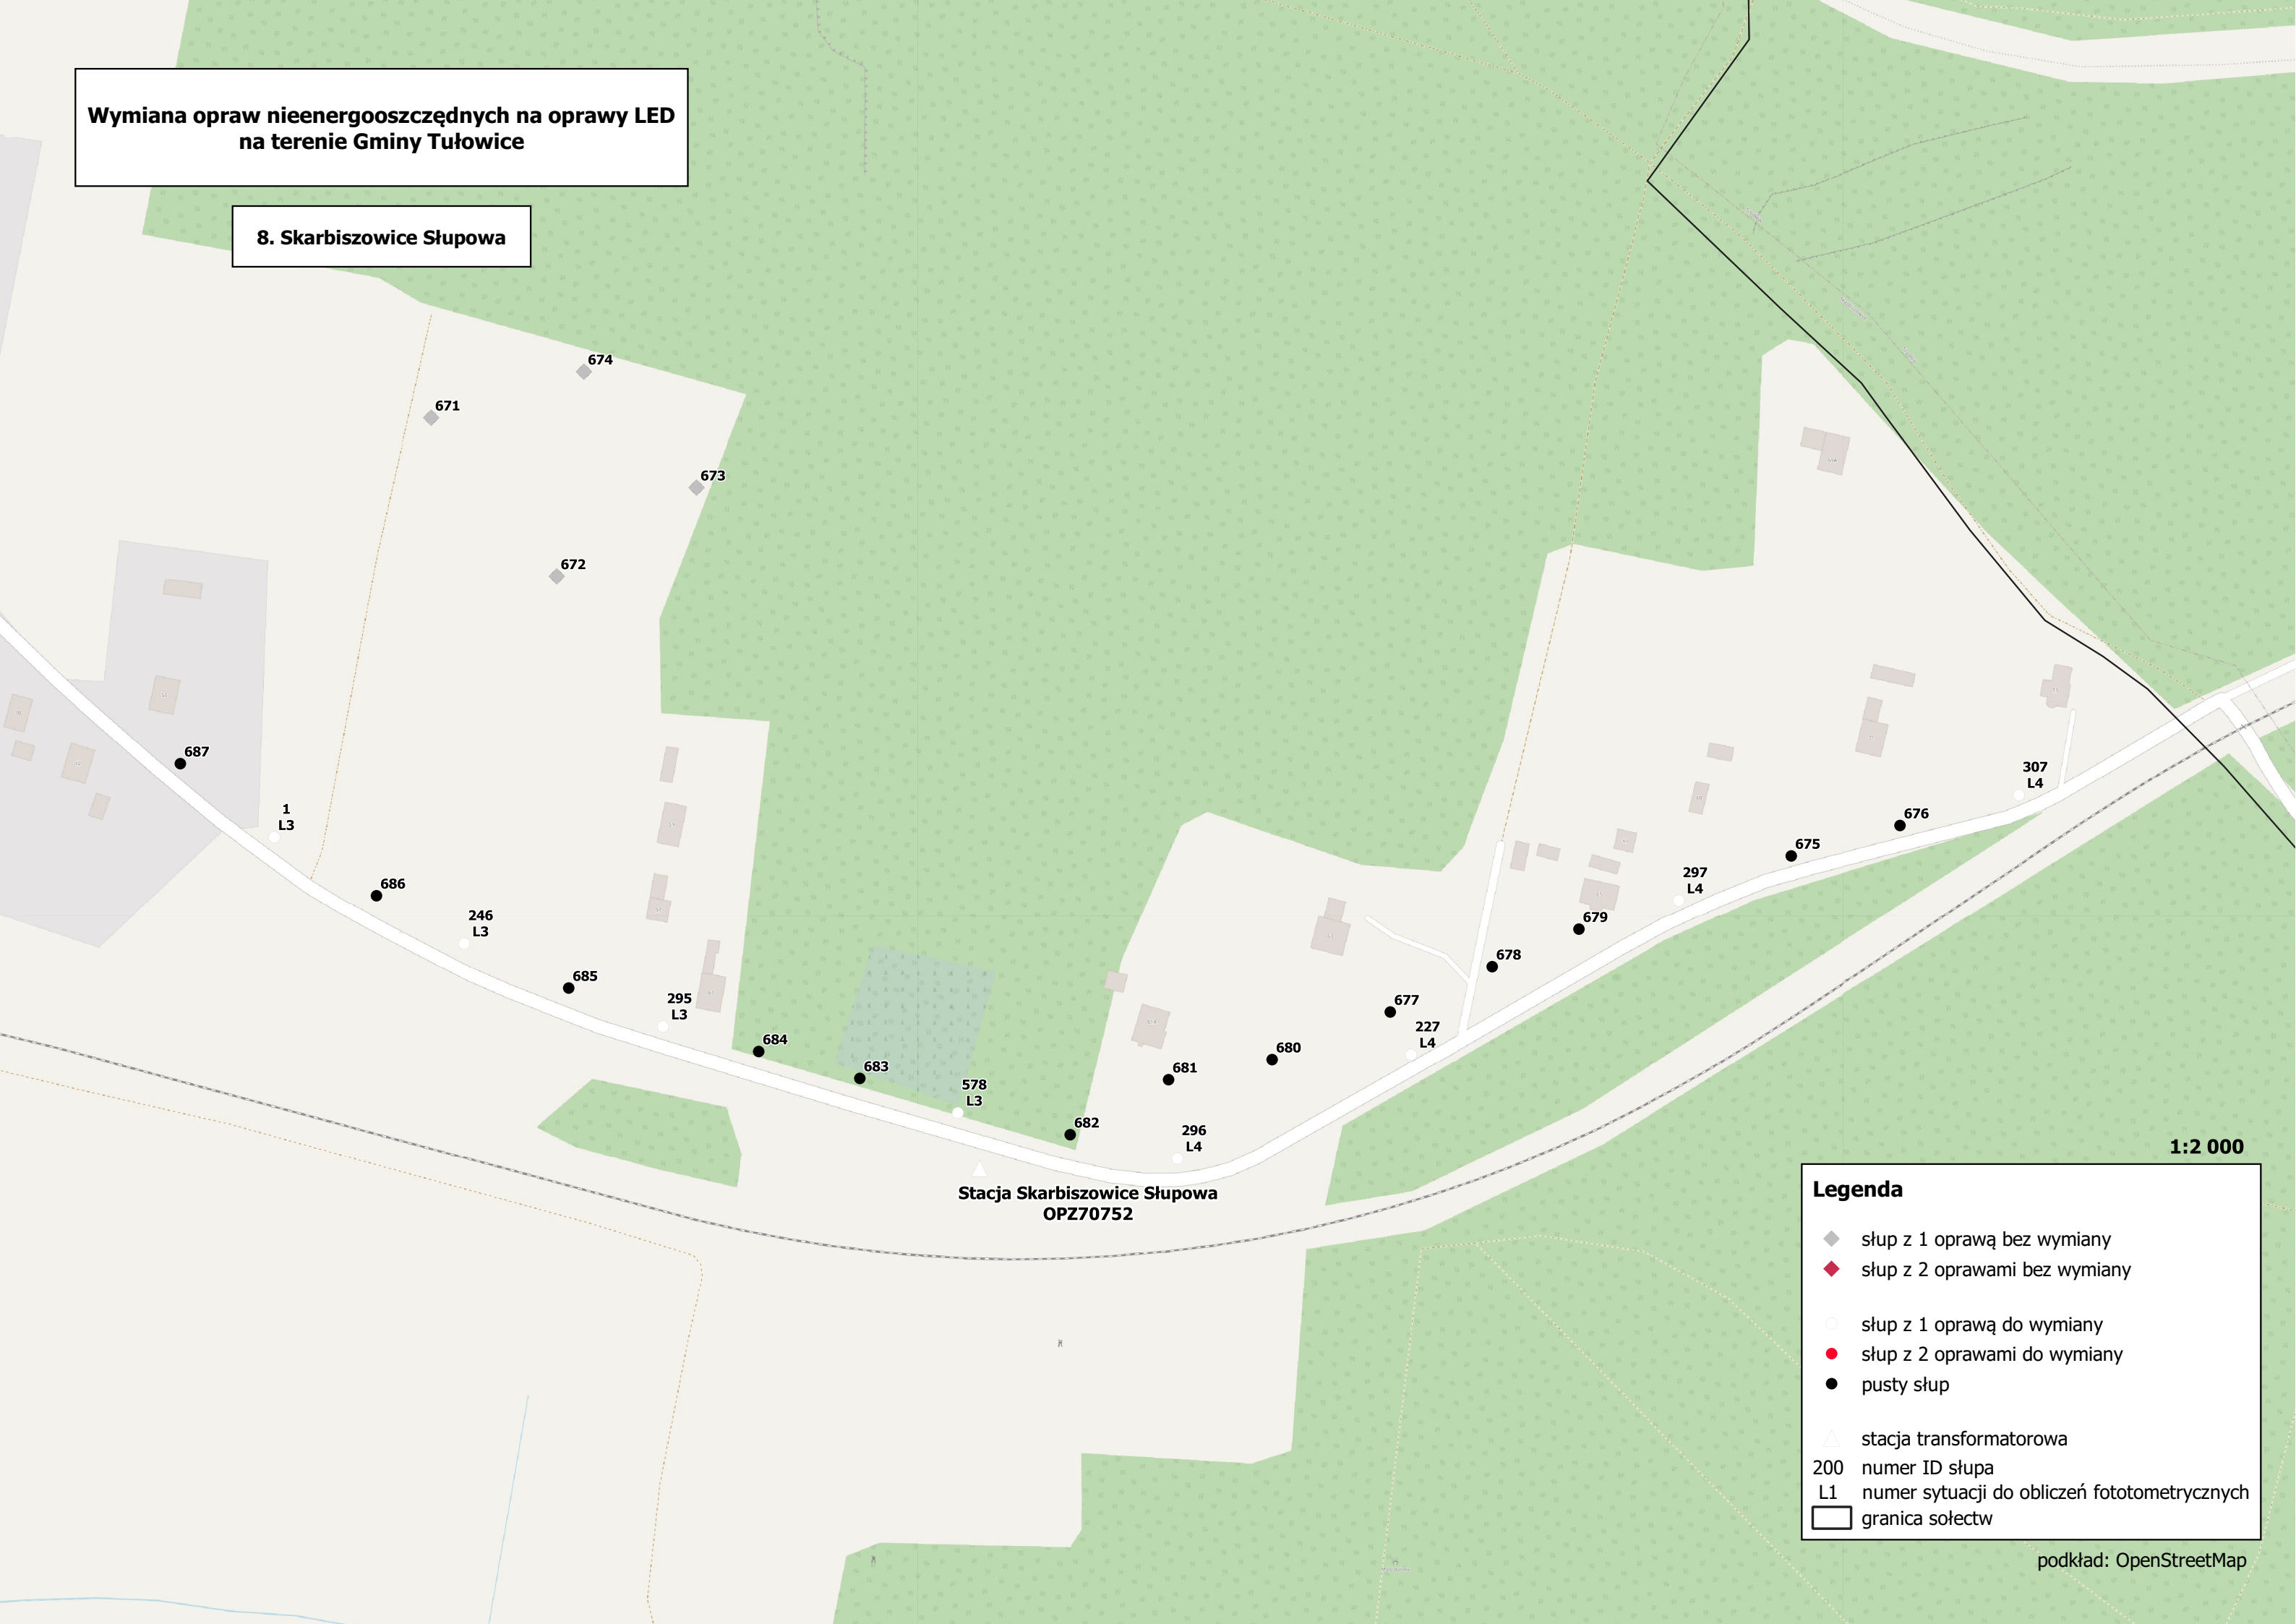 Wymiana opraw nieenergooszczędnych na oprawy LED
na terenie Gminy Tułowice
8. Skarbiszowice Słupowa
674
671
673
672
687
1
L3
686
246
L3
685
295
L3
684
683
578
L3
682
681
296
L4
680
677
227
L4
678
679
297
L4
675
676
307
L4
Stacja Skarbiszowice Słupowa
OPZ70752
1:2 000
Legenda
słup z 1 oprawą bez wymiany
słup z 2 oprawami bez wymiany
słup z 1 oprawą do wymiany
słup z 2 oprawami do wymiany
pusty słup
stacja transformatorowa
200 numer ID słupa
L1 numer sytuacji do obliczeń fototometrycznych
granica sołectw
podkład: OpenStreetMap